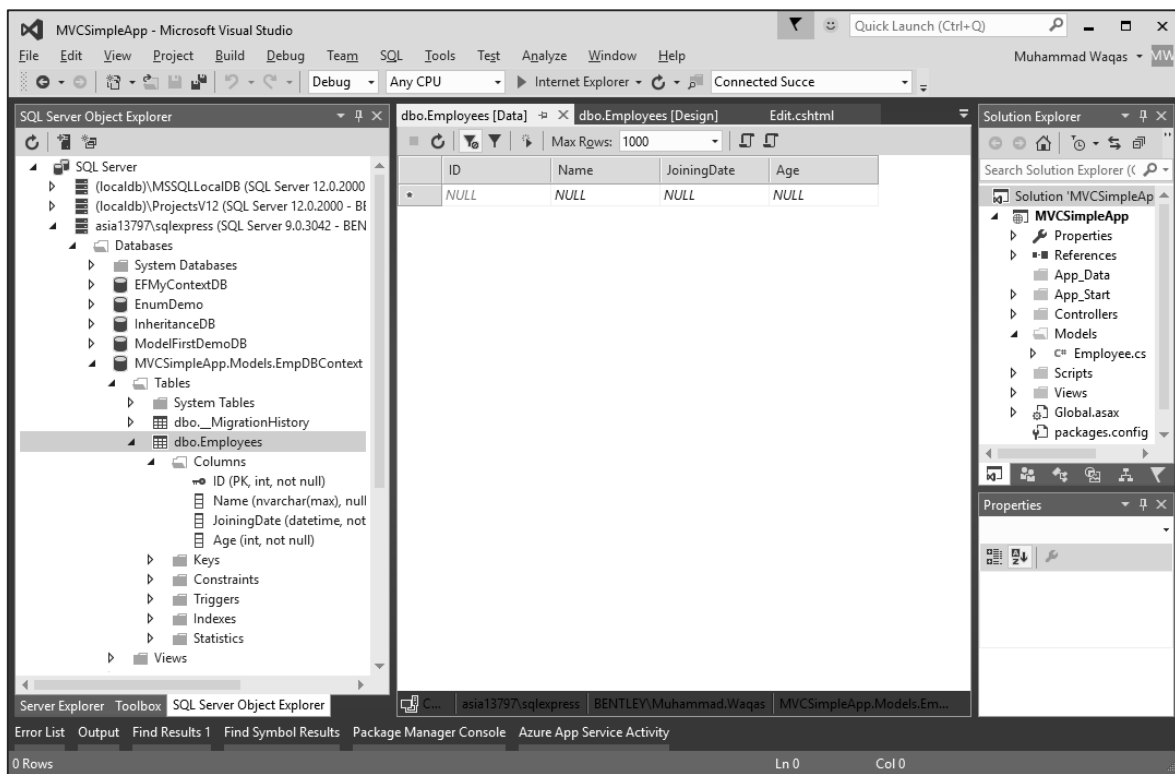 MVCSimpleApp - Microsoft Visual Studio
Quick Launch (Ctrl+Q)
File Edit View Project Build Debug Team SQL Tools Test Analyze Window Help
Muhammad Waqas MW
Debug Any CPU Internet Explorer Connected Succe
SQL Server Object Explorer
SQL Server
(localdb)\MSSQLLocalDB (SQL Server 12.0.2000
(localdb)\ProjectsV12 (SQL Server 12.0.2000 - BE
asia13797\sqlexpress (SQL Server 9.0.3042 - BEN
Databases
System Databases
EFMyContextDB
EnumDemo
InheritanceDB
ModelFirstDemoDB
MVCSimpleApp.Models.EmpDBContext
Tables
System Tables
dbo.__MigrationHistory
dbo.Employees
Columns
ID (PK, int, not null)
Name (nvarchar(max), null
JoiningDate (datetime, not
Age (int, not null)
Keys
Constraints
Triggers
Indexes
Statistics
Views
Server Explorer Toolbox SQL Server Object Explorer
dbo.Employees [Data] dbo.Employees [Design] Edit.cshtml
Max Rows: 1000
ID Name JoiningDate Age
NULL NULL NULL NULL
C... asia13797\sqlexpress BENTLEY\Muhammad.Waqas MVCSimpleApp.Models.Em...
Solution Explorer
Search Solution Explorer (
Solution 'MVCSimpleAp
MVCSimpleApp
Properties
References
App_Data
App_Start
Controllers
Models
C# Employee.cs
Scripts
Views
Global.asax
packages.config
Properties
Error List Output Find Results 1 Find Symbol Results Package Manager Console Azure App Service Activity
0 Rows Ln 0 Col 0